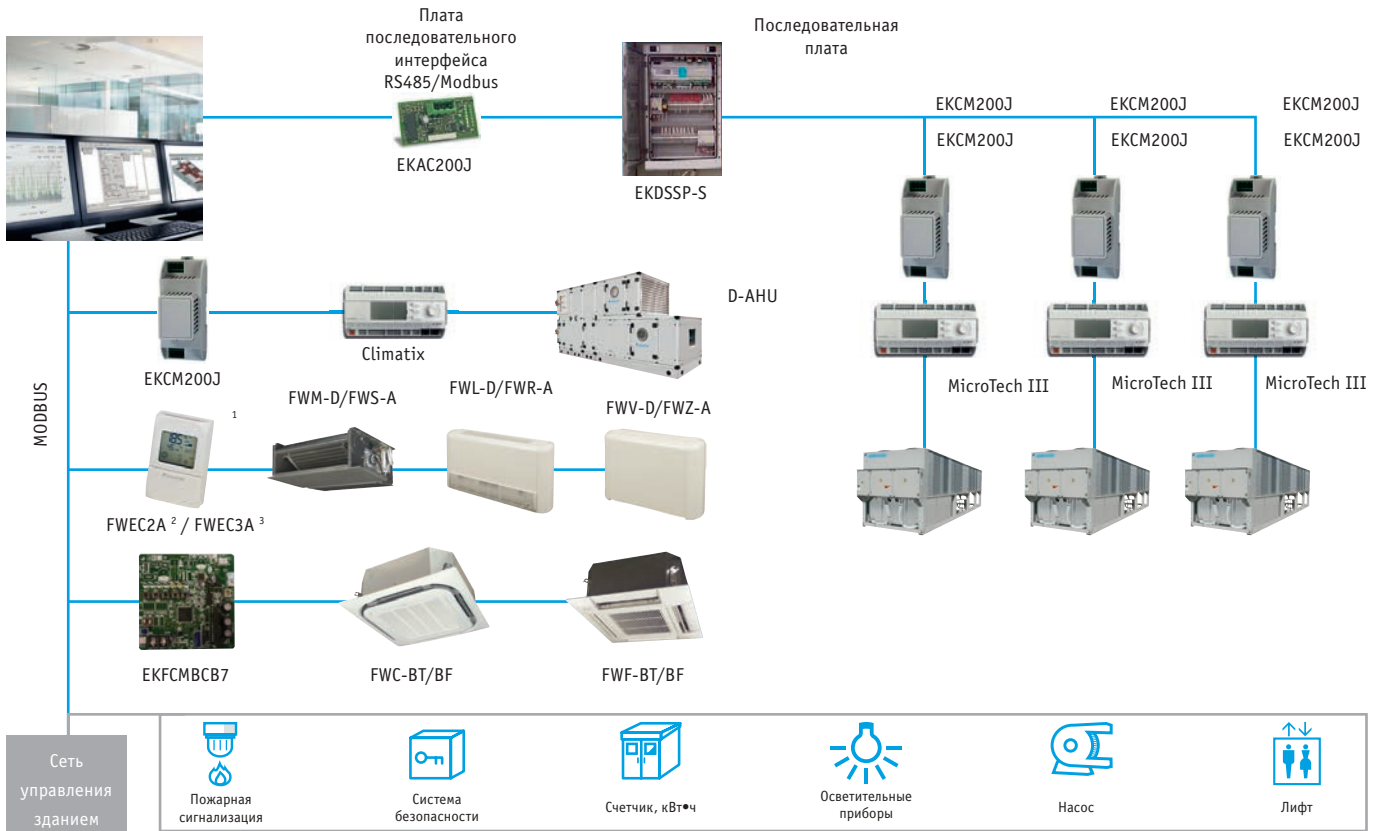 Плата
последовательного
интерфейса
RS485/Modbus
EKAC200J
EKDSSP-S
Последовательная
плата
EKCM200J
EKCM200J
EKCM200J
EKCM200J
EKCM200J
EKCM200J
MicroTech III
MicroTech III
MicroTech III
MODBUS
EKCM200J
Climatix
D-AHU
1
FWEC2A 2 / FWEC3A 3
FWM-D/FWS-A
FWL-D/FWR-A
FWV-D/FWZ-A
EKFCMBCB7
FWC-BT/BF
FWF-BT/BF
Сеть
управления
зданием
Пожарная
сигнализация
Система
безопасности
Счетчик, кВт•ч
Осветительные
приборы
Насос
Лифт